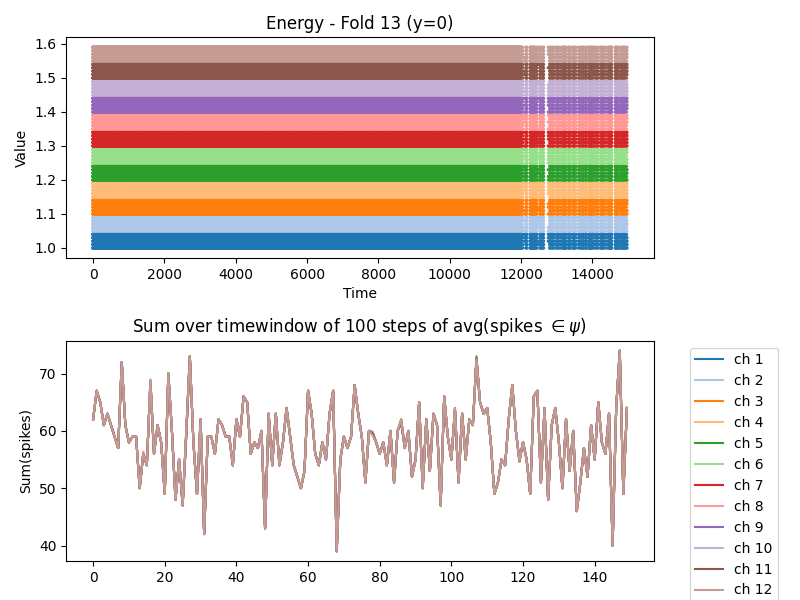 Energy - Fold 13 (y=0)
1.6
1.5
1.4
1.3
1.2
1.1
1.0
Value
0 2000 4000 6000 8000 10000 12000 14000
Time
Sum over timewindow of 100 steps of avg(spikes ∈ ψ)
70
60
50
40
Sum(spikes)
0 20 40 60 80 100 120 140
ch 1
ch 2
ch 3
ch 4
ch 5
ch 6
ch 7
ch 8
ch 9
ch 10
ch 11
ch 12